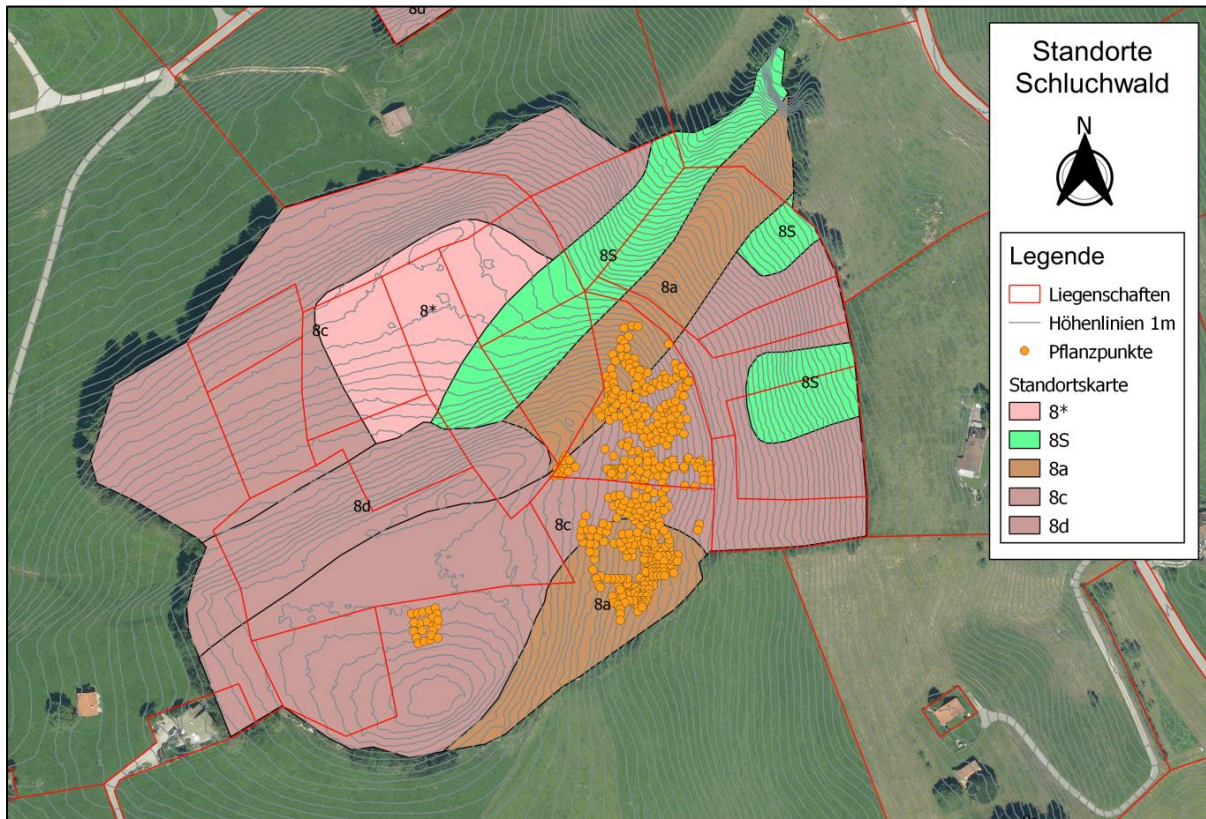 8d
Standorte
Schluchwald
N
Legende
Liegenschaften
Höhenlinien 1m
Pflanzpunkte
Standortskarte
8*
8S
8a
8c
8d
8S
8S
8a
8*
8c
8S
8d
8c
8a